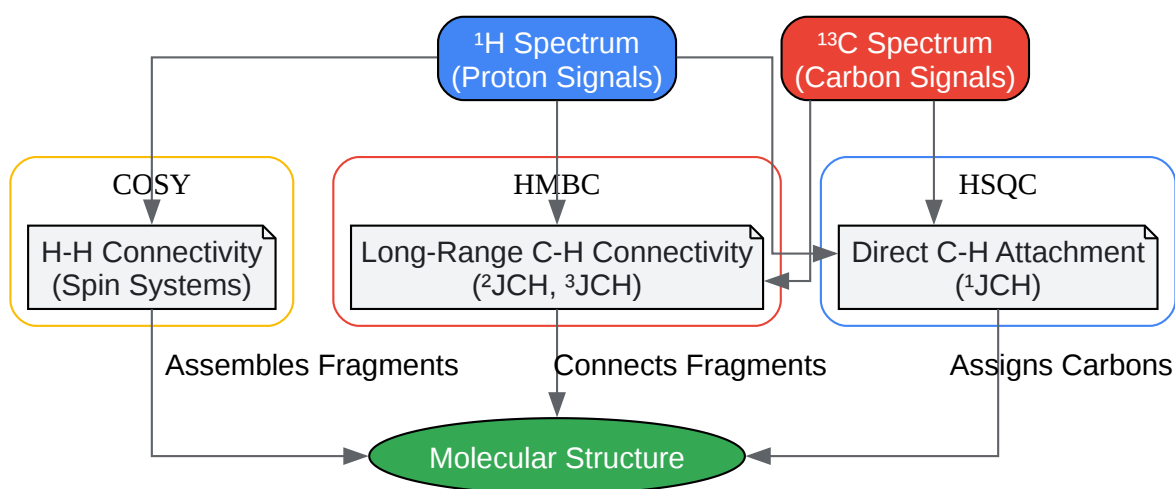 ¹H Spectrum
(Proton Signals)
¹³C Spectrum
(Carbon Signals)
COSY
HMBC
HSQC
H-H Connectivity
(Spin Systems)
Long-Range C-H Connectivity
(²JCH, ³JCH)
Direct C-H Attachment
(¹JCH)
Assembles Fragments
Connects Fragments
Assigns Carbons
Molecular Structure